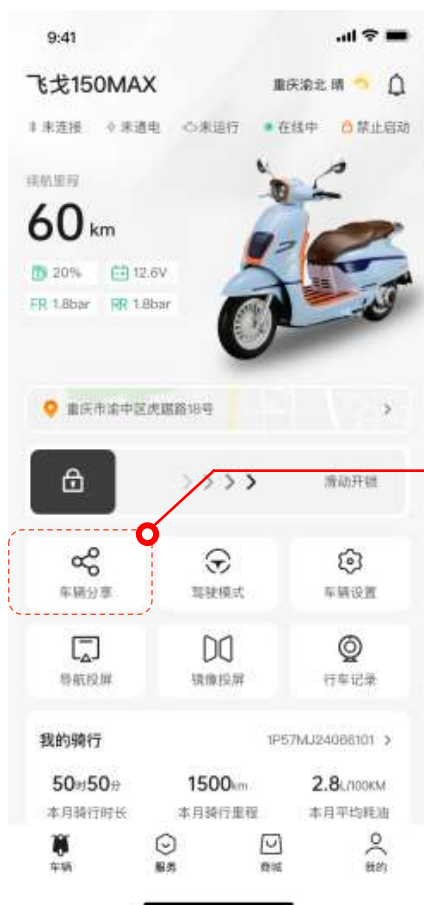 9:41
飞戈150MAX
重庆渝北 晴
未连接 未通电 未运行 在线中 禁止启动
续航里程
60 km
20% 12.6V
FR 1.8bar RR 1.8bar
重庆市渝中区虎踞路18号
滑动开锁
车辆分享 驾驶模式 车辆设置
导航投屏 镜像投屏 行车记录
我的骑行 1P57MJ24066101
50时50分 1500km 2.8L/100KM
本月骑行时长 本月骑行里程 本月平均耗油
车辆 服务 商城 我的